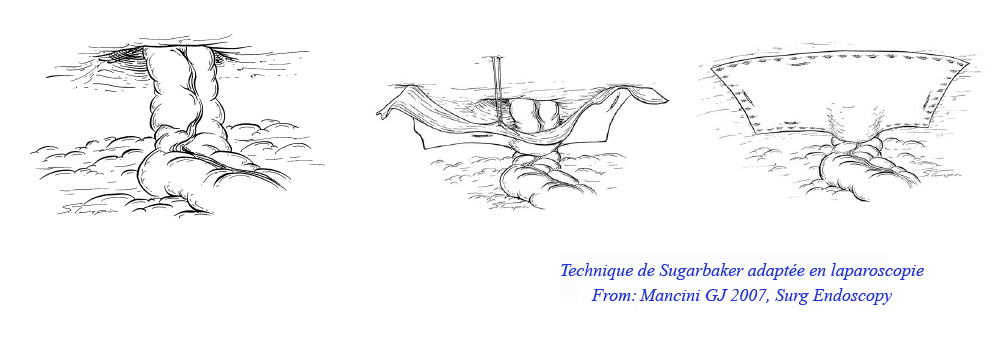 Technique de Sugarbaker adaptée en laparoscopie
From: Mancini GJ 2007, Surg Endoscopy